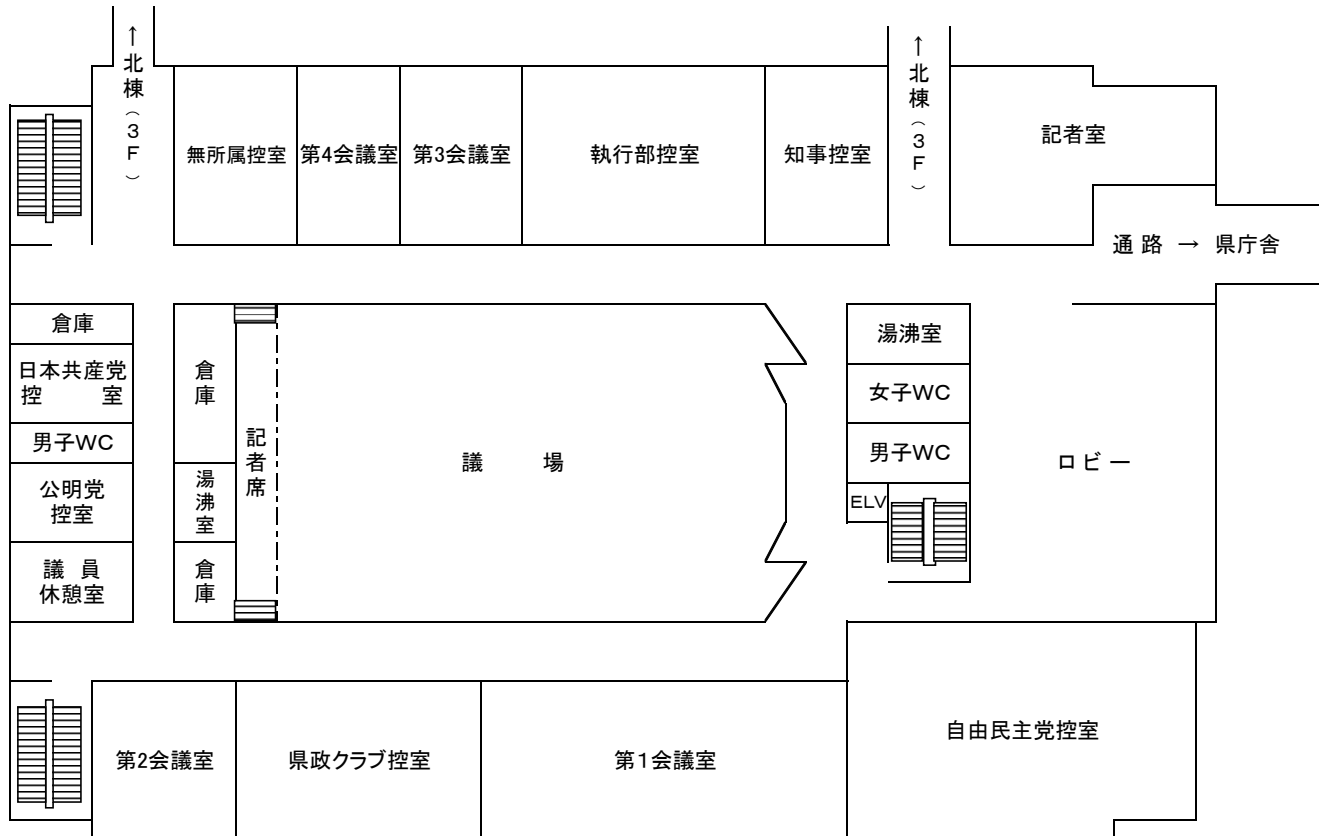 ↑北棟(3F)
↑北棟(3F)
無所属控室
第4会議室
第3会議室
執行部控室
知事控室
記者室
通路 → 県庁舎
倉庫
日本共産党
控 室
男子WC
公明党
控室
議 員
休憩室
倉庫
湯沸室
倉庫
記者席
議 場
湯沸室
女子WC
男子WC
ELV
ロビー
第2会議室
県政クラブ控室
第1会議室
自由民主党控室